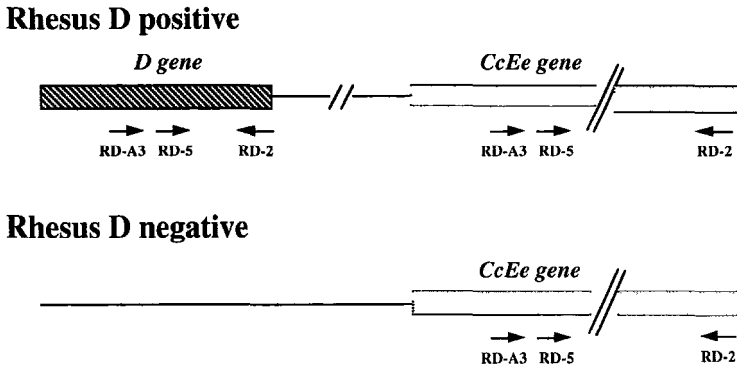 Rhesus D positive
D gene CcEe gene
RD-A3 RD-5 RD-2 RD-A3 RD-5 RD-2
Rhesus D negative
CcEe gene
RD-A3 RD-5 RD-2